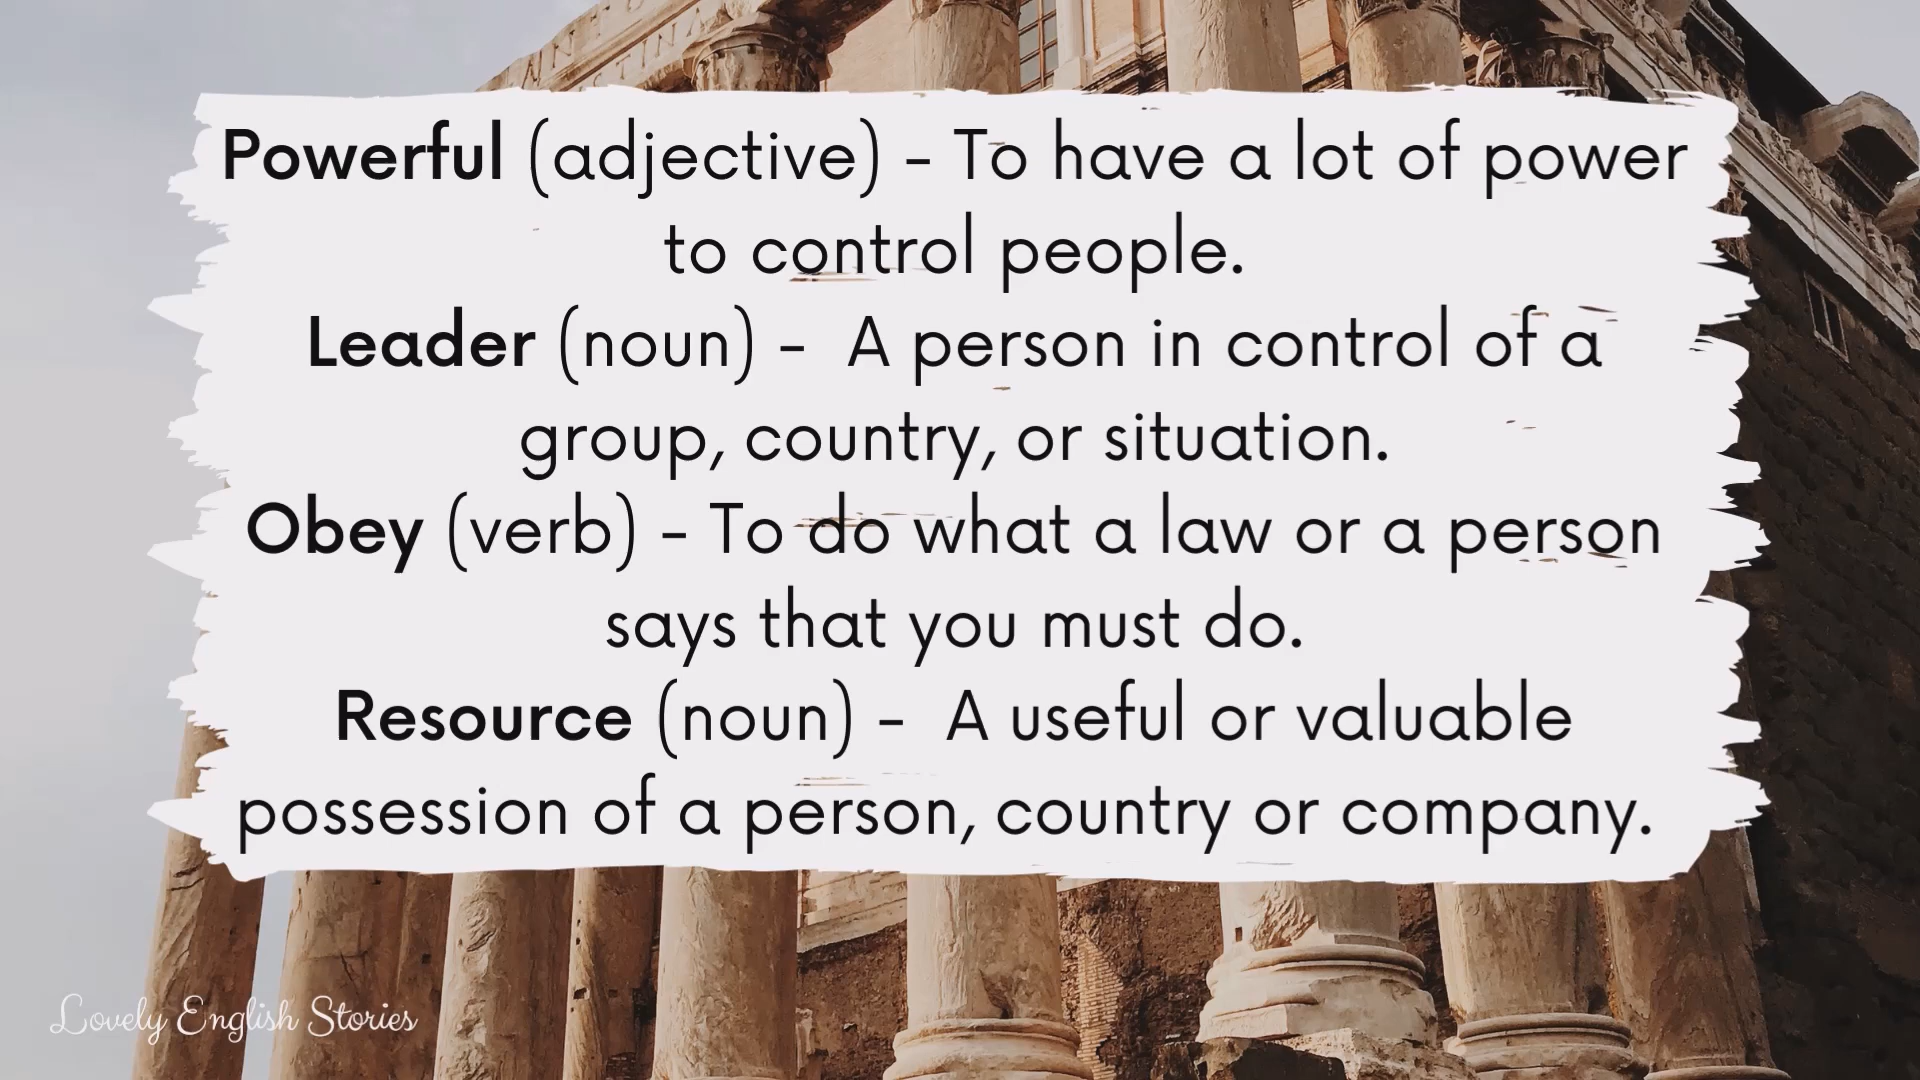 Powerful (adjective) - To have a lot of power
to control people.
Leader (noun) - A person in control of a
group, country, or situation.
Obey (verb) - To do what a law or a person
says that you must do.
Resource (noun) - A useful or valuable
possession of a person, country or company.
Lovely English Stories